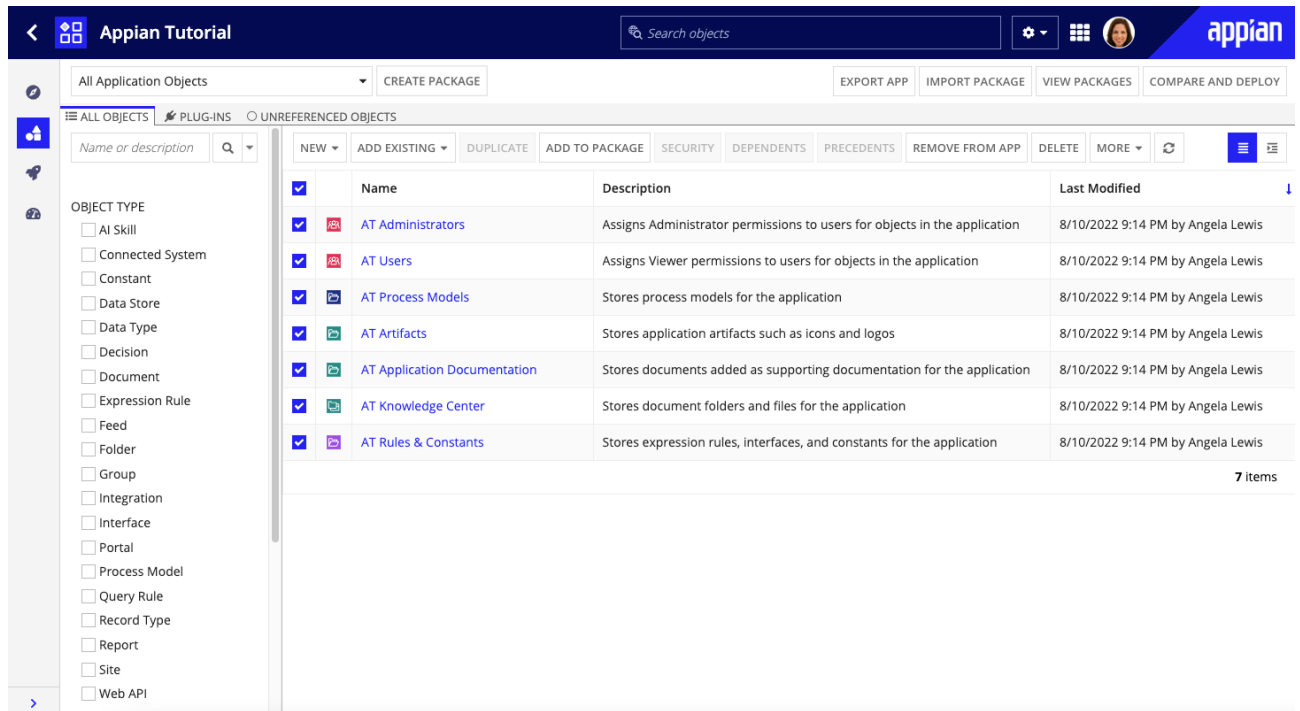 Appian Tutorial
Search objects
appian
All Application Objects
CREATE PACKAGE
EXPORT APP
IMPORT PACKAGE
VIEW PACKAGES
COMPARE AND DEPLOY
ALL OBJECTS
PLUG-INS
UNREFERENCED OBJECTS
Name or description
NEW
ADD EXISTING
DUPLICATE
ADD TO PACKAGE
SECURITY
DEPENDENTS
PRECEDENTS
REMOVE FROM APP
DELETE
MORE
OBJECT TYPE
AI Skill
Connected System
Constant
Data Store
Data Type
Decision
Document
Expression Rule
Feed
Folder
Group
Integration
Interface
Portal
Process Model
Query Rule
Record Type
Report
Site
Web API
Name Description Last Modified
AT Administrators Assigns Administrator permissions to users for objects in the application 8/10/2022 9:14 PM by Angela Lewis
AT Users Assigns Viewer permissions to users for objects in the application 8/10/2022 9:14 PM by Angela Lewis
AT Process Models Stores process models for the application 8/10/2022 9:14 PM by Angela Lewis
AT Artifacts Stores application artifacts such as icons and logos 8/10/2022 9:14 PM by Angela Lewis
AT Application Documentation Stores documents added as supporting documentation for the application 8/10/2022 9:14 PM by Angela Lewis
AT Knowledge Center Stores document folders and files for the application 8/10/2022 9:14 PM by Angela Lewis
AT Rules & Constants Stores expression rules, interfaces, and constants for the application 8/10/2022 9:14 PM by Angela Lewis
7 items